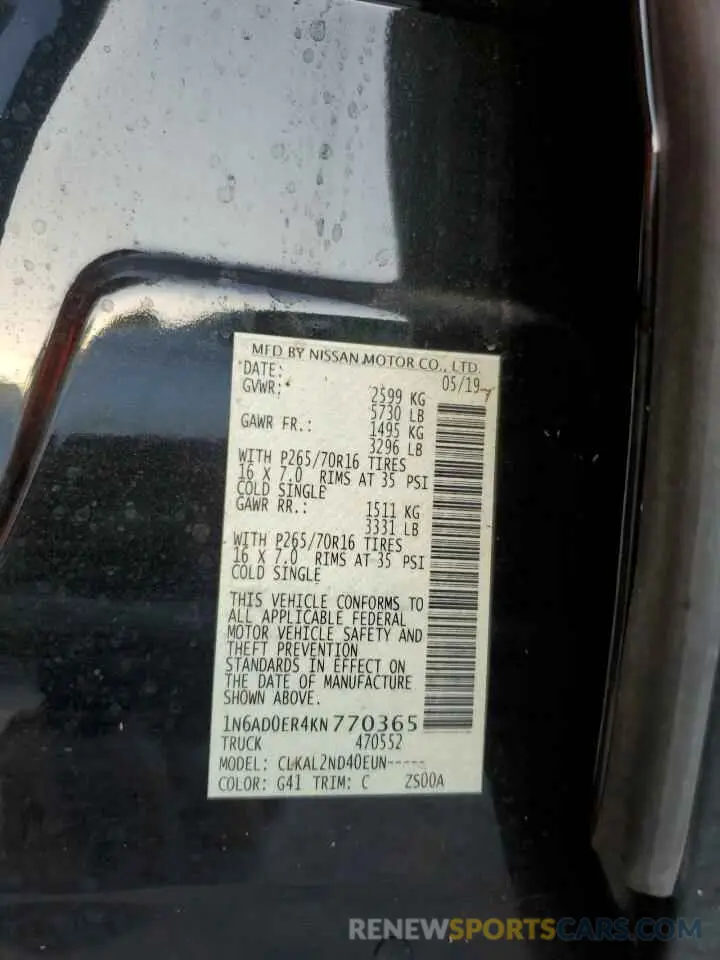 MFD BY NISSAN MOTOR CO., LTD.
DATE: 05/19
GVWR: 2599 KG
5730 LB
GAWR FR.: 1495 KG
3296 LB
WITH P265/70R16 TIRES
16 X 7.0 RIMS AT 35 PSI
COLD SINGLE
GAWR RR.: 1511 KG
3331 LB
WITH P265/70R16 TIRES
16 X 7.0 RIMS AT 35 PSI
COLD SINGLE
THIS VEHICLE CONFORMS TO
ALL APPLICABLE FEDERAL
MOTOR VEHICLE SAFETY AND
THEFT PREVENTION
STANDARDS IN EFFECT ON
THE DATE OF MANUFACTURE
SHOWN ABOVE.
1N6AD0ER4KN770365
TRUCK 470552
MODEL: CLKAL2ND40EUN-----
COLOR: G41 TRIM: C ZS00A
RENEWSPORTSCARS.COM